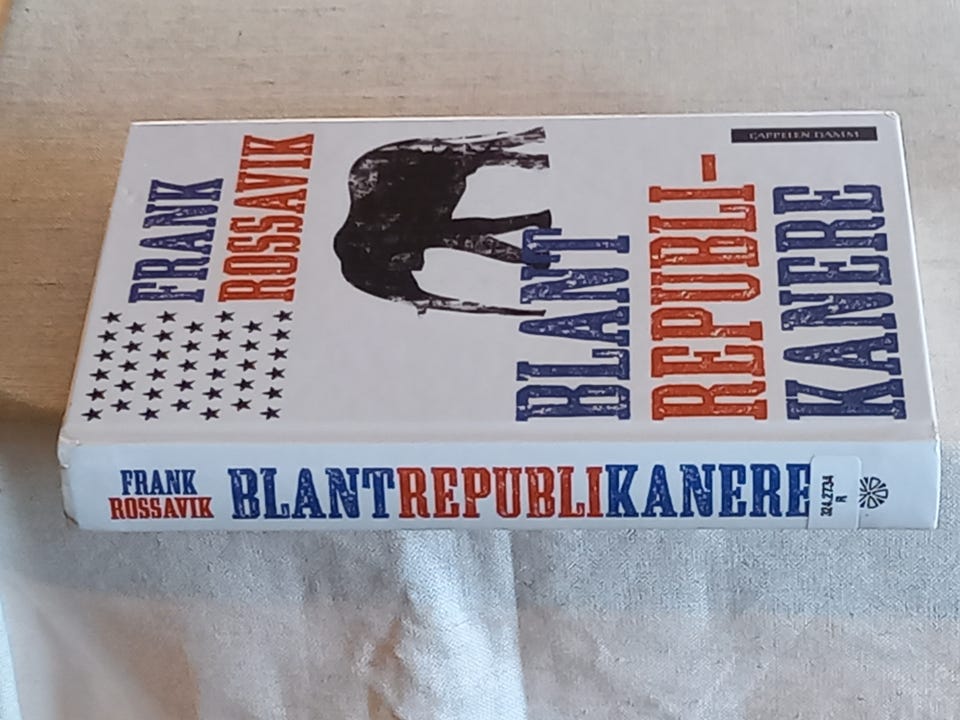 FRANK
ROSSAVIK
BLANT
REPUBLI-
KANERE
CAPPELEN DAMM
FRANK
ROSSAVIK
BLANTREPUBLIKANERE
324.2734
R